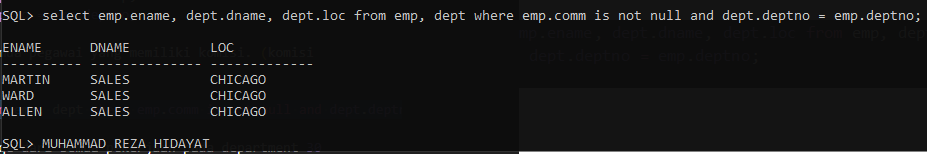 SQL> select emp.ename, dept.dname, dept.loc from emp, dept where emp.comm is not null and dept.deptno = emp.deptno;
ENAME      DNAME          LOC
---------- -------------- -------------
MARTIN     SALES          CHICAGO
WARD       SALES          CHICAGO
ALLEN      SALES          CHICAGO
SQL> MUHAMMAD REZA HIDAYAT